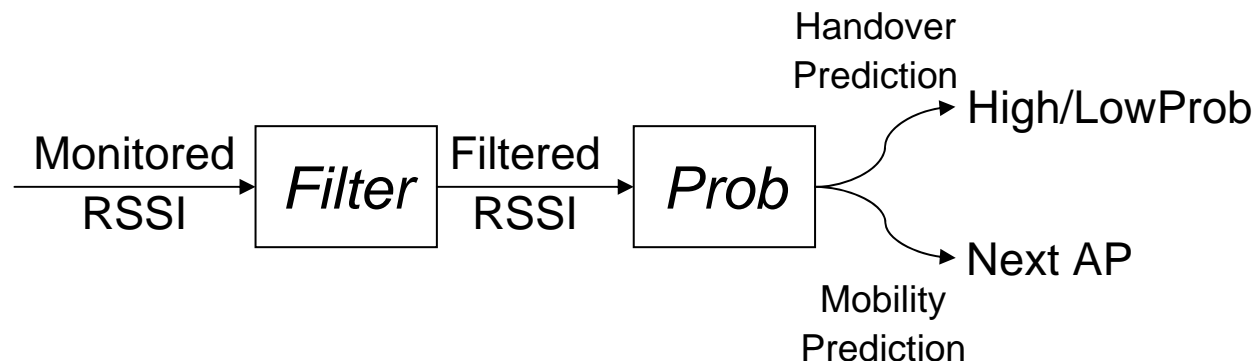 Monitored
RSSI
Filter
Filtered
RSSI
Prob
Handover
Prediction
High/LowProb
Next AP
Mobility
Prediction